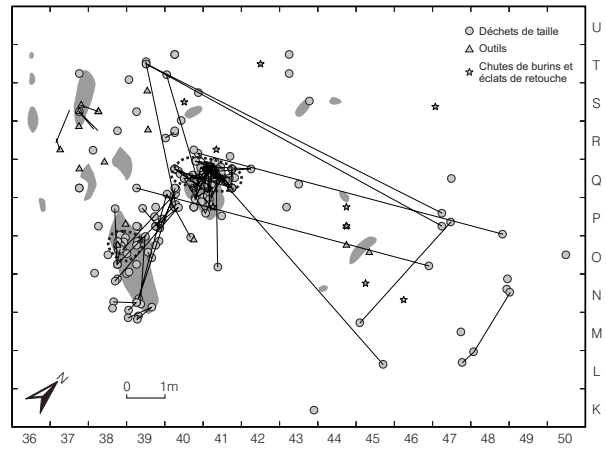 U
Déchets de taille
Outils
T
Chutes de burins et
éclats de retouche
S
R
Q
P
O
N
M
L
K
N
0 1m
36 37 38 39 40 41 42 43 44 45 46 47 48 49 50